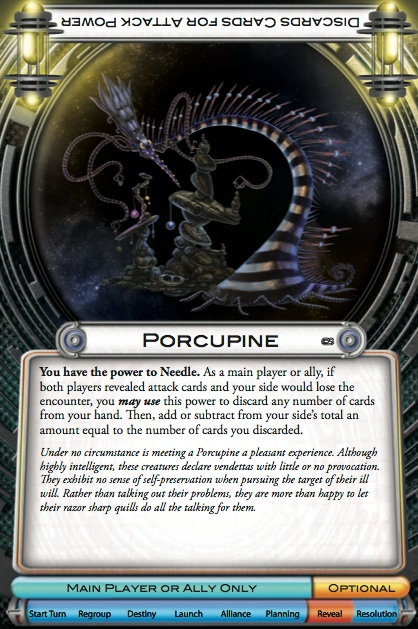 Discards Cards for Attack Power
Porcupine
You have the power to Needle. As a main player or ally, if
both players revealed attack cards and your side would lose the
encounter, you may use this power to discard any number of cards
from your hand. Then, add or subtract from your side's total an
amount equal to the number of cards you discarded.
Under no circumstance is meeting a Porcupine a pleasant experience. Although
highly intelligent, these creatures declare vendettas with little or no provocation.
They exhibit no sense of self-preservation when pursuing the target of their ill
will. Rather than talking out their problems, they are more than happy to let
their razor sharp quills do all the talking for them.
Main Player or Ally Only Optional
Start Turn Regroup Destiny Launch Alliance Planning Reveal Resolution